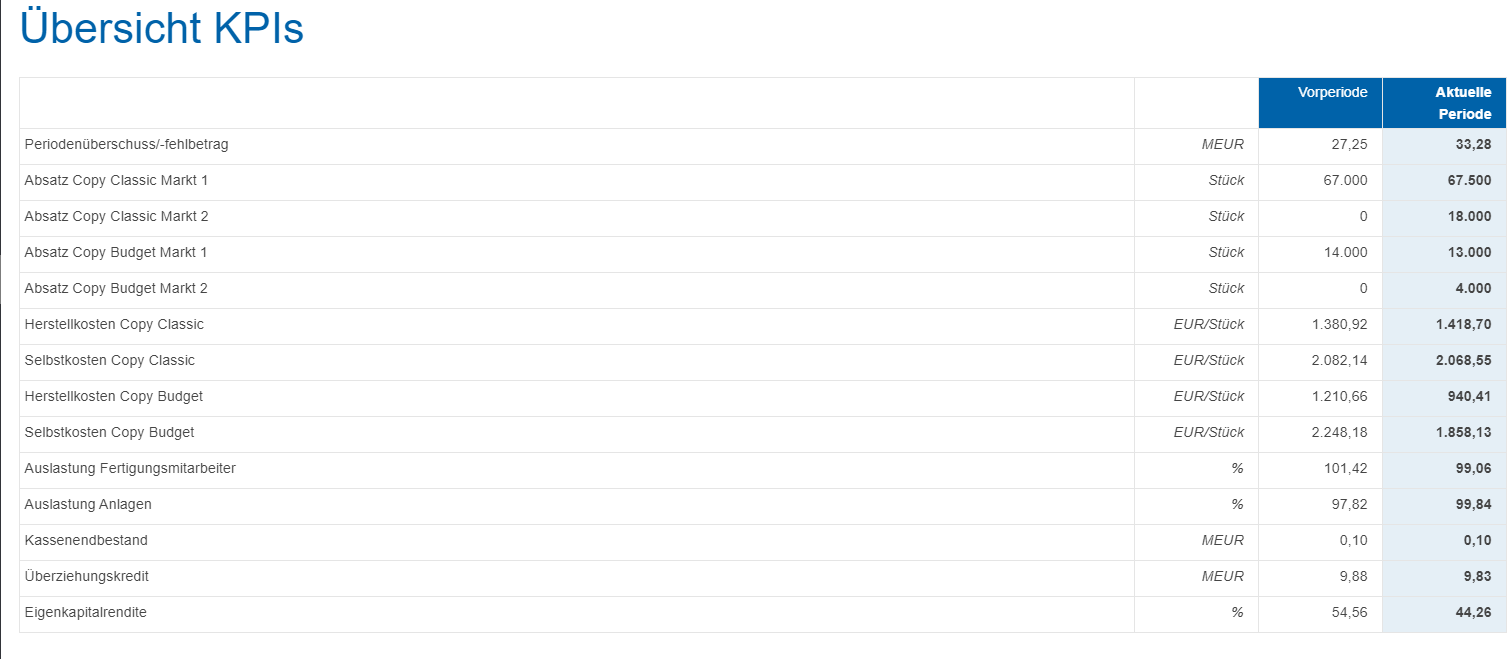 Übersicht KPIs
Vorperiode Aktuelle
Periode
Periodenüberschuss/-fehlbetrag MEUR 27,25 33,28
Absatz Copy Classic Markt 1 Stück 67.000 67.500
Absatz Copy Classic Markt 2 Stück 0 18.000
Absatz Copy Budget Markt 1 Stück 14.000 13.000
Absatz Copy Budget Markt 2 Stück 0 4.000
Herstellkosten Copy Classic EUR/Stück 1.380,92 1.418,70
Selbstkosten Copy Classic EUR/Stück 2.082,14 2.068,55
Herstellkosten Copy Budget EUR/Stück 1.210,66 940,41
Selbstkosten Copy Budget EUR/Stück 2.248,18 1.858,13
Auslastung Fertigungsmitarbeiter % 101,42 99,06
Auslastung Anlagen % 97,82 99,84
Kassenendbestand MEUR 0,10 0,10
Überziehungskredit MEUR 9,88 9,83
Eigenkapitalrendite % 54,56 44,26